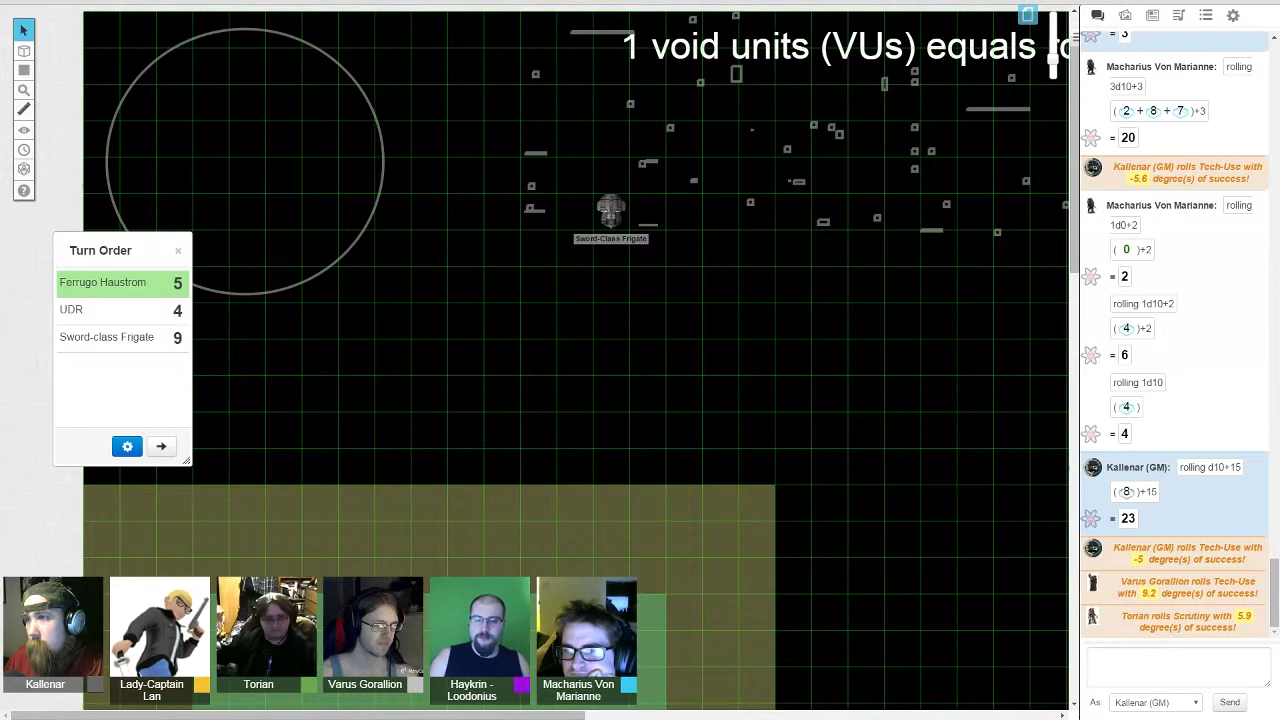 1 void units (VUs) equals
Sword-Class Frigate
Turn Order
×
Ferrugo Haustrom 5
UDR 4
Sword-class Frigate 9
Kallenar
Lady-Captain
Lan
Torian
Varus Gorallion
Haykrin -
Loodonius
Macharius Von
Marianne
= 3
Macharius Von Marianne: rolling
3d10+3
(2 + 8 + 7)+3
= 20
Kallenar (GM) rolls Tech-Use with
-5.6 degree(s) of success!
Macharius Von Marianne: rolling
1d0+2
(0)+2
= 2
rolling 1d10+2
(4)+2
= 6
rolling 1d10
(4)
= 4
Kallenar (GM): rolling d10+15
(8)+15
= 23
Kallenar (GM) rolls Tech-Use with
-5 degree(s) of success!
Varus Gorallion rolls Tech-Use
with 9.2 degree(s) of success!
Torian rolls Scrutiny with 5.9
degree(s) of success!
As: Kallenar (GM) Send